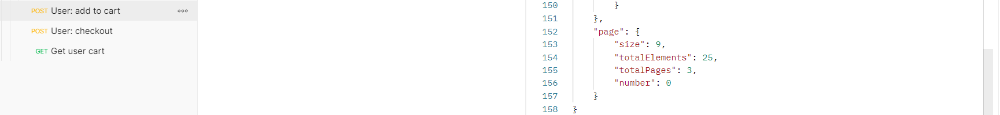 POST User: add to cart
POST User: checkout
GET Get user cart
150 }
151 },
152 "page": {
153 "size": 9,
154 "totalElements": 25,
155 "totalPages": 3,
156 "number": 0
157 }
158 }